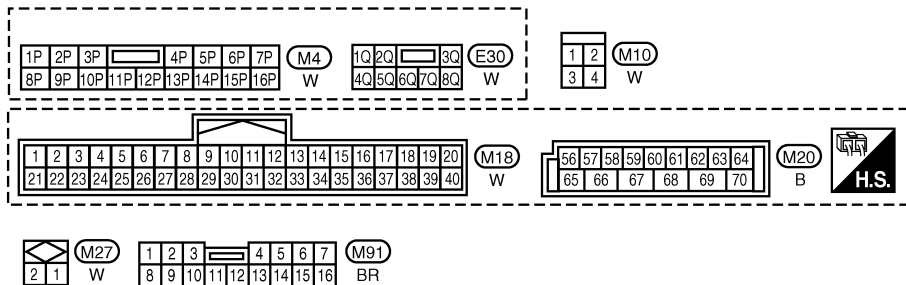 1P 2P 3P 4P 5P 6P 7P M4 1Q 2Q 3Q E30 1 2 M10
8P 9P 10P 11P 12P 13P 14P 15P 16P W 4Q 5Q 6Q 7Q 8Q W 3 4 W
1 2 3 4 5 6 7 8 9 10 11 12 13 14 15 16 17 18 19 20 M18 56 57 58 59 60 61 62 63 64 M20
21 22 23 24 25 26 27 28 29 30 31 32 33 34 35 36 37 38 39 40 W 65 66 67 68 69 70 B H.S.
M27 1 2 3 4 5 6 7 M91
2 1 W 8 9 10 11 12 13 14 15 16 BR